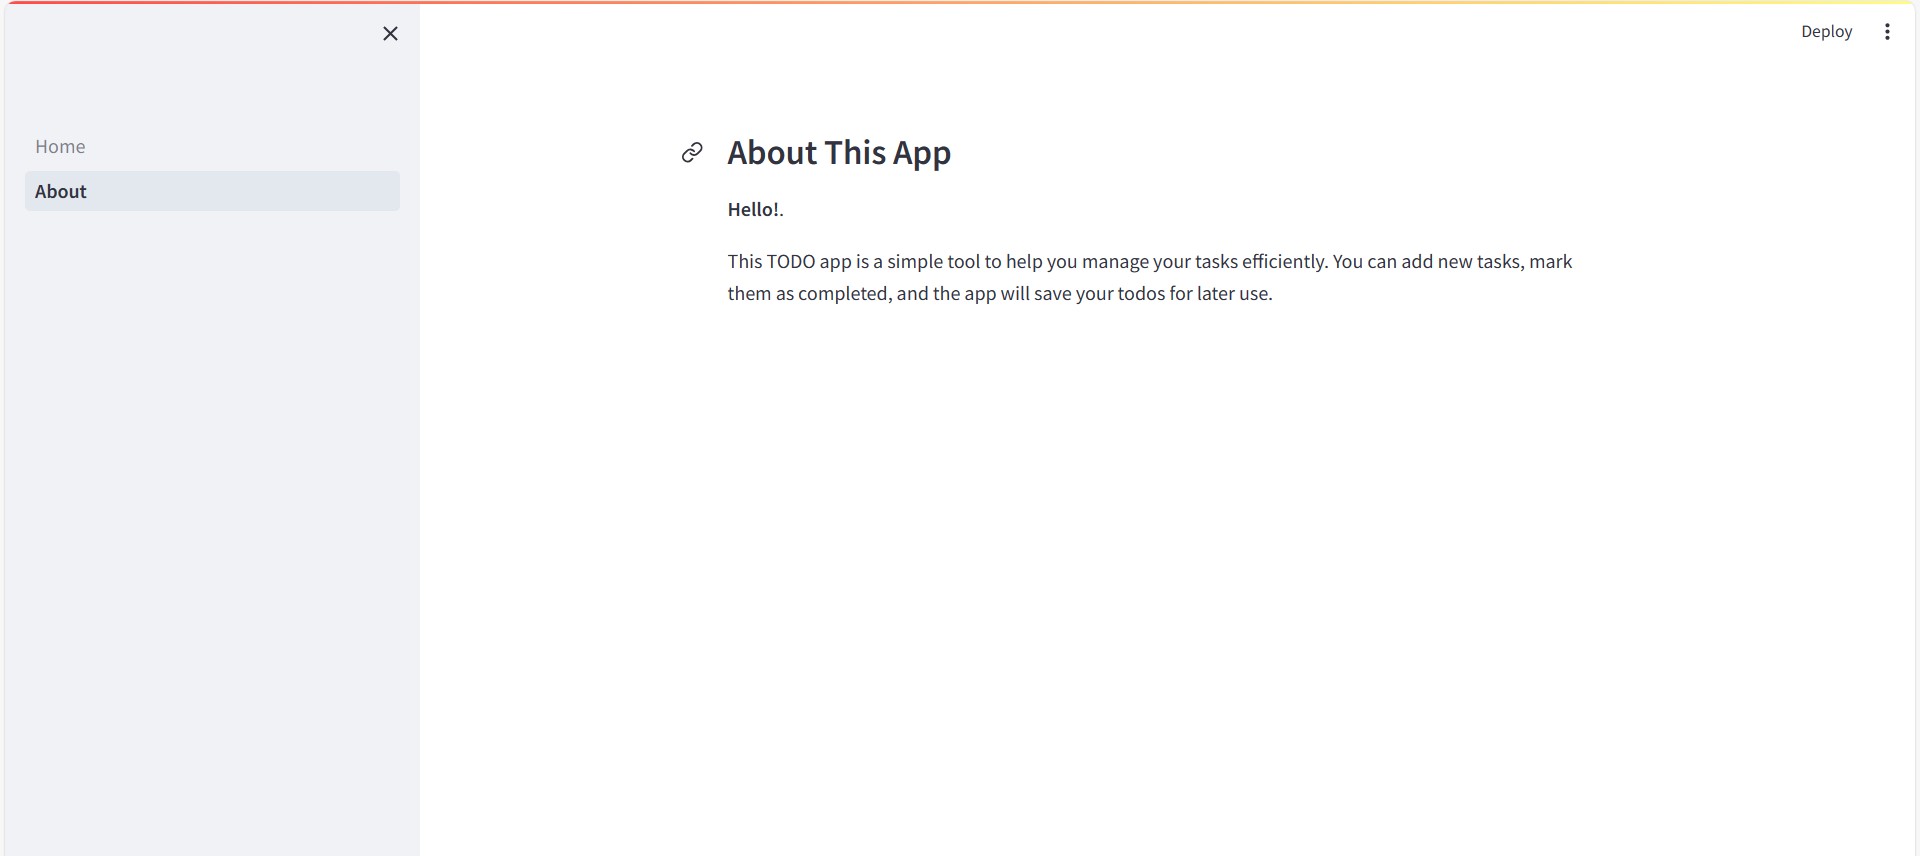 Deploy
Home
About
About This App
Hello!.
This TODO app is a simple tool to help you manage your tasks efficiently. You can add new tasks, mark
them as completed, and the app will save your todos for later use.